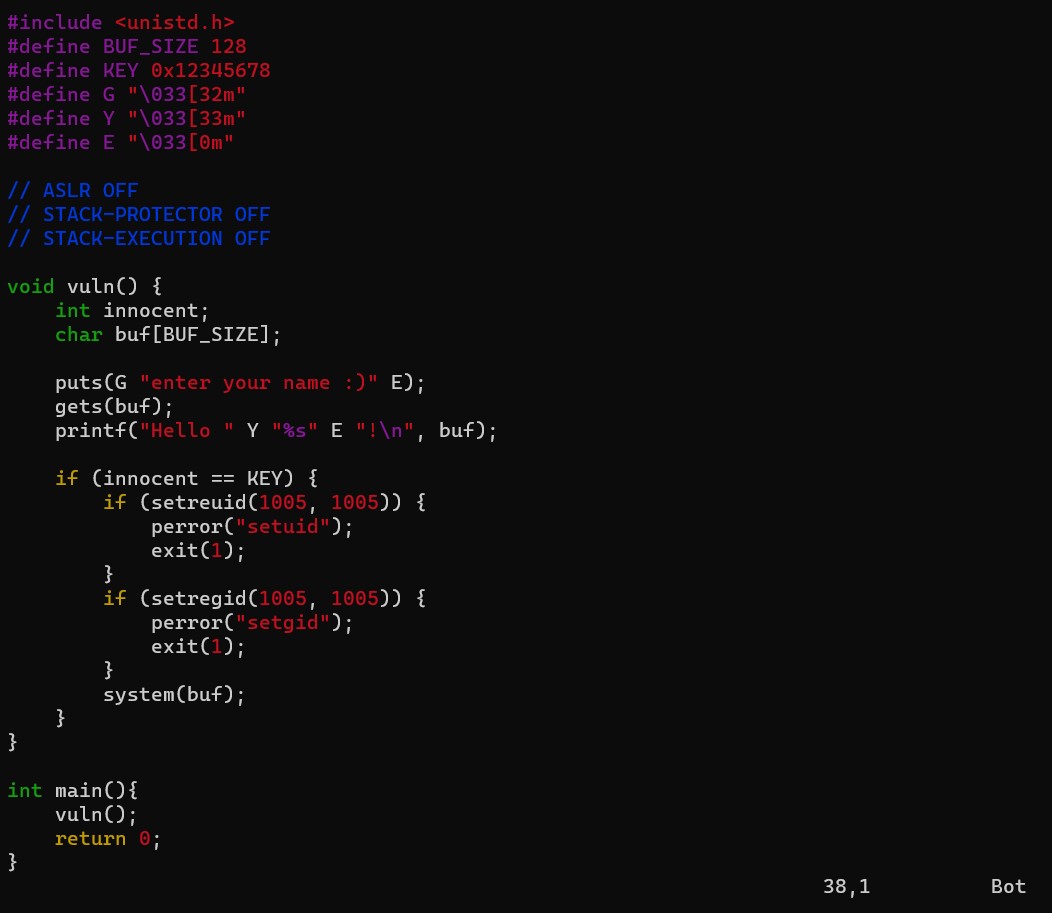 #include <unistd.h>
#define BUF_SIZE 128
#define KEY 0x12345678
#define G "\033[32m"
#define Y "\033[33m"
#define E "\033[0m"

// ASLR OFF
// STACK-PROTECTOR OFF
// STACK-EXECUTION OFF

void vuln() {
    int innocent;
    char buf[BUF_SIZE];

    puts(G "enter your name :)" E);
    gets(buf);
    printf("Hello " Y "%s" E "!\n", buf);

    if (innocent == KEY) {
        if (setreuid(1005, 1005)) {
            perror("setuid");
            exit(1);
        }
        if (setregid(1005, 1005)) {
            perror("setgid");
            exit(1);
        }
        system(buf);
    }
}

int main(){
    vuln();
    return 0;
}
38,1 Bot